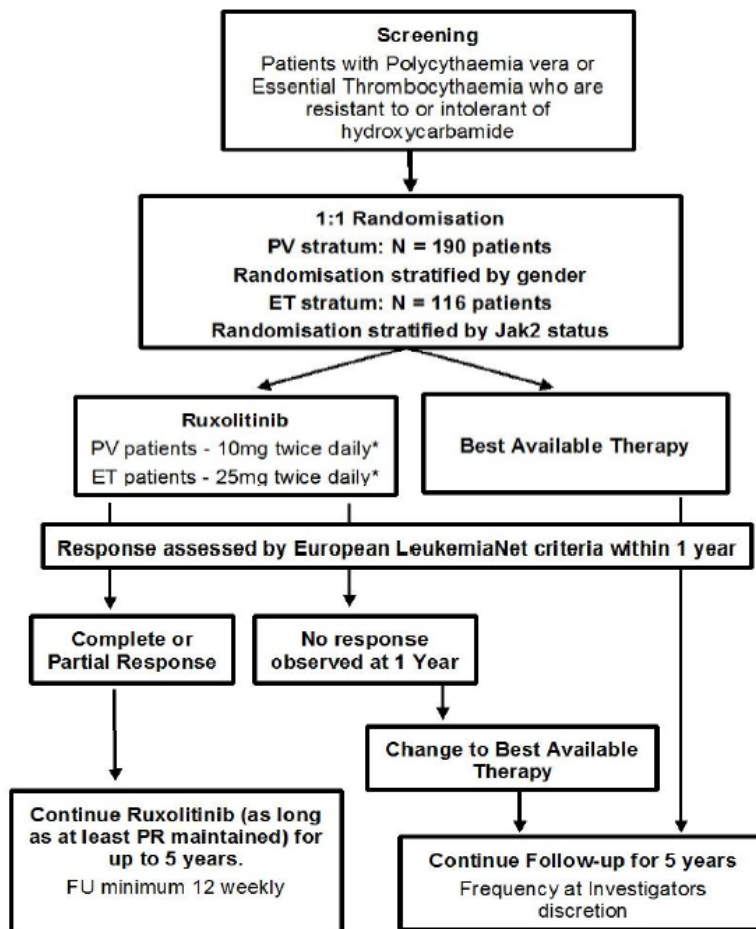 Screening
Patients with Polycythaemia vera or
Essential Thrombocythaemia who are
resistant to or intolerant of
hydroxycarbamide
1:1 Randomisation
PV stratum: N = 190 patients
Randomisation stratified by gender
ET stratum: N = 116 patients
Randomisation stratified by Jak2 status
Ruxolitinib
PV patients - 10mg twice daily*
ET patients - 25mg twice daily*
Best Available Therapy
Response assessed by European LeukemiaNet criteria within 1 year
Complete or
Partial Response
No response
observed at 1 Year
Change to Best Available
Therapy
Continue Ruxolitinib (as long
as at least PR maintained) for
up to 5 years.
FU minimum 12 weekly
Continue Follow-up for 5 years
Frequency at Investigators
discretion